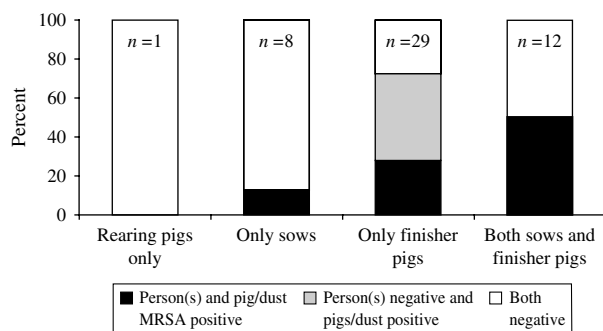 100
80
60
40
20
0
Percent
n =1
n =8
n =29
n =12
Rearing pigs
only
Only sows
Only finisher
pigs
Both sows and
finisher pigs
Person(s) and pig/dust
MRSA positive
Person(s) negative and
pigs/dust positive
Both
negative